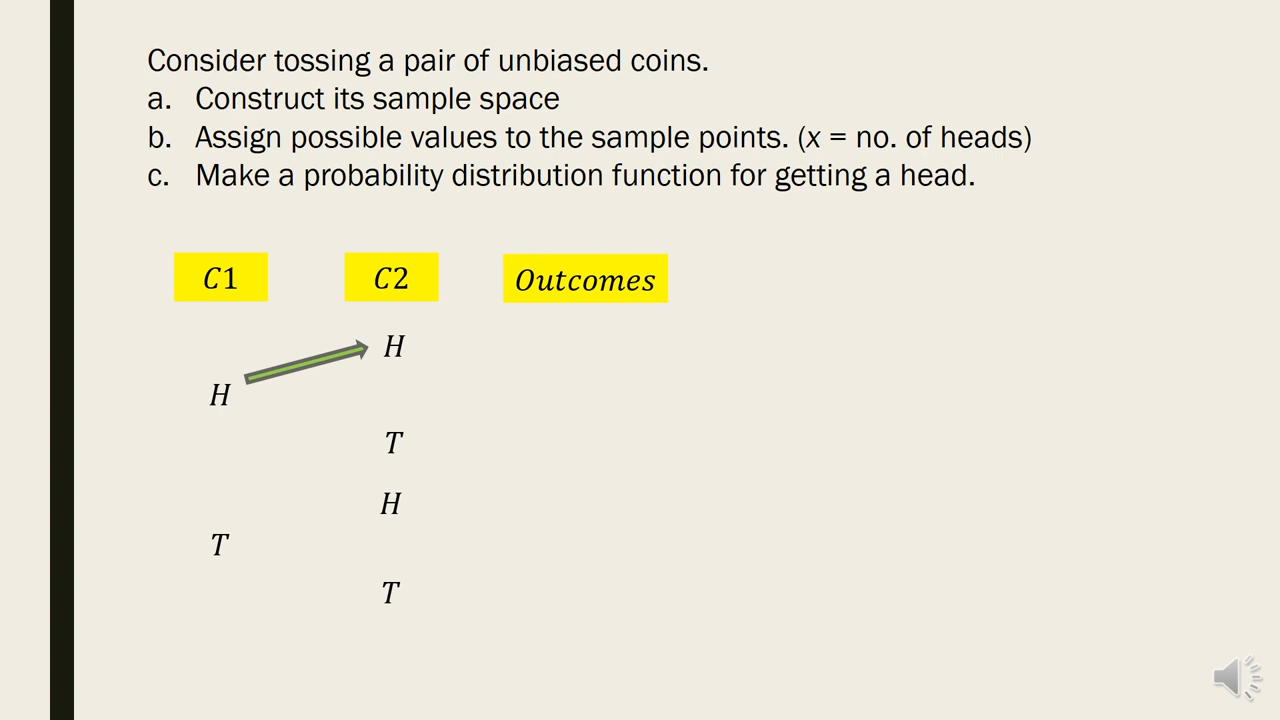 Consider tossing a pair of unbiased coins.
a. Construct its sample space
b. Assign possible values to the sample points. (x = no. of heads)
c. Make a probability distribution function for getting a head.
C1 C2 Outcomes
H
H
T
H
T
T